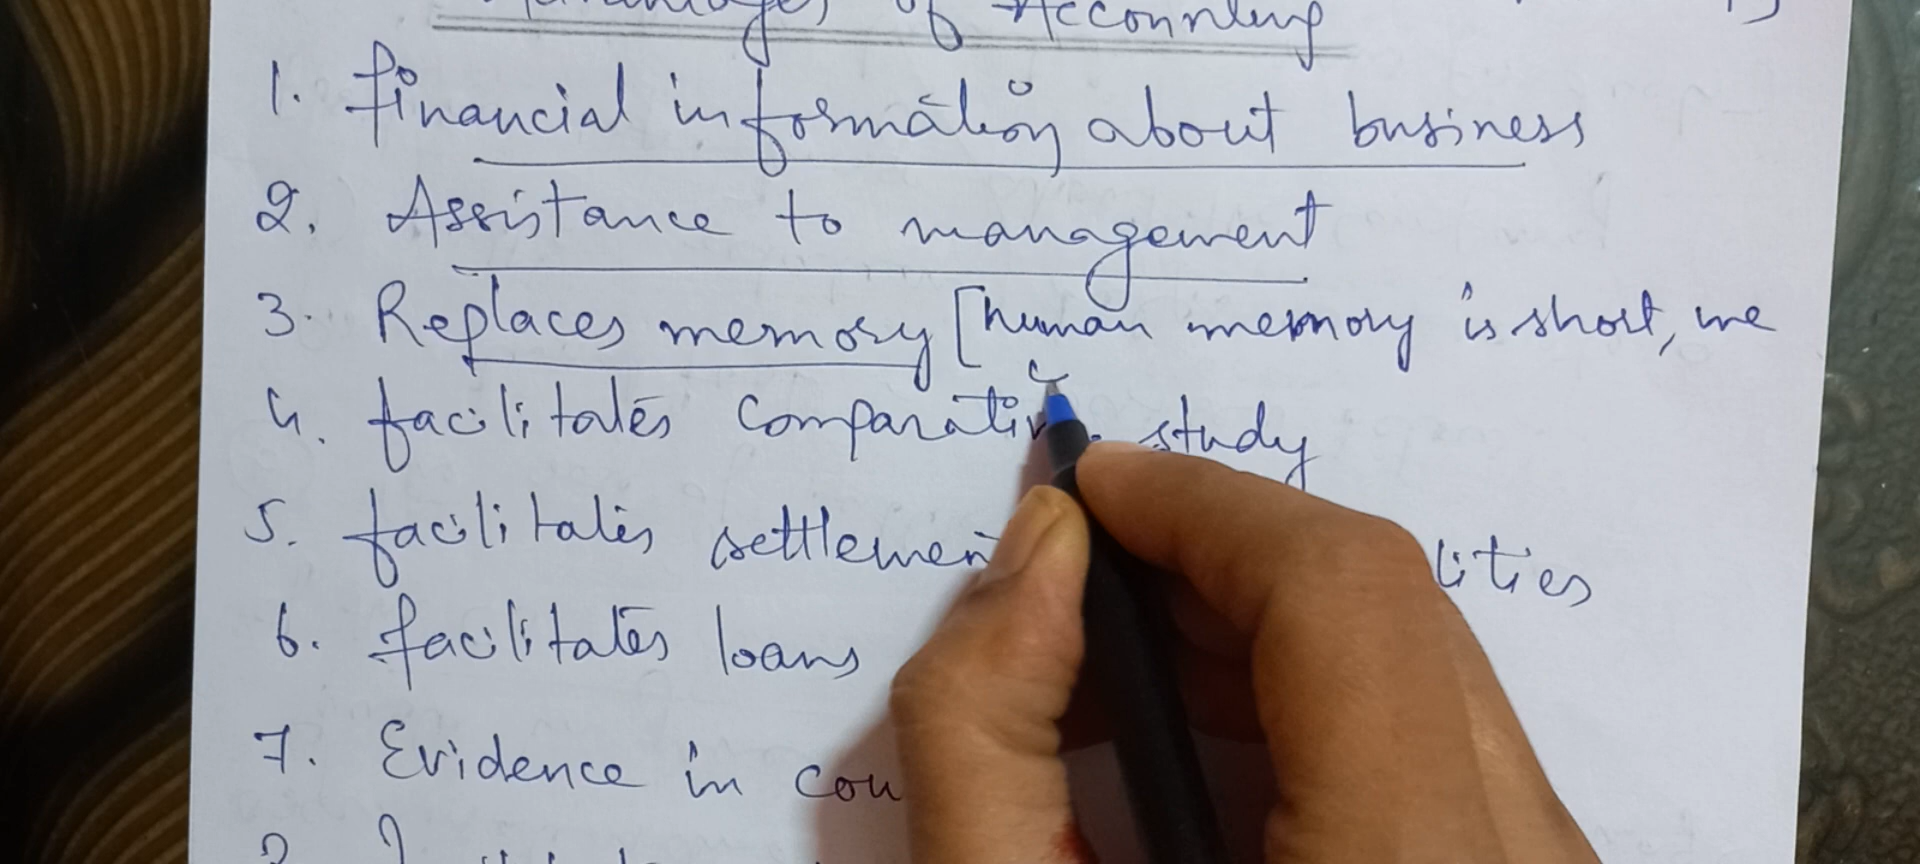 of Accounting
1. Financial information about business
2. Assistance to management
3. Replaces memory [human memory is short, we
c
4. facilitates comparative study
5. facilitates settlement lities
6. facilitates loans
7. Evidence in cou